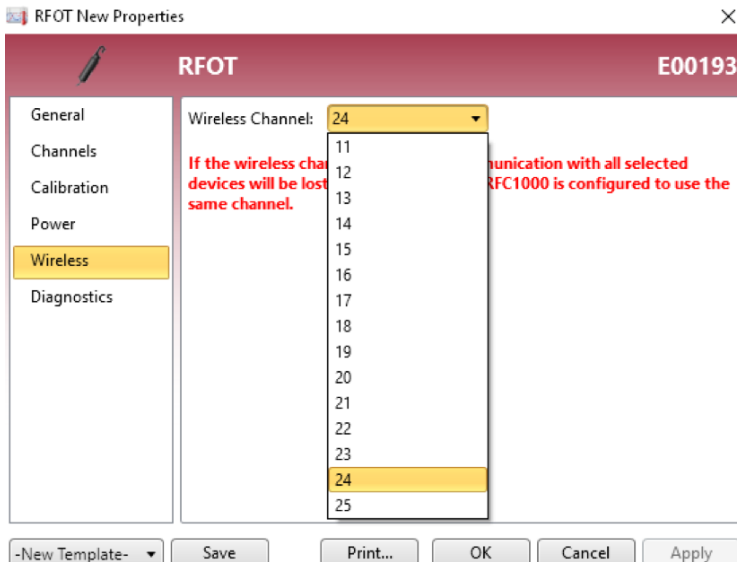 RFOT New Properties
RFOT
E00193
General
Channels
Calibration
Power
Wireless
Diagnostics
Wireless Channel:
24
If the wireless cha
unication with all selected
devices will be lost
RFC1000 is configured to use the
same channel.
11
12
13
14
15
16
17
18
19
20
21
22
23
24
25
-New Template-
Save
Print...
OK
Cancel
Apply